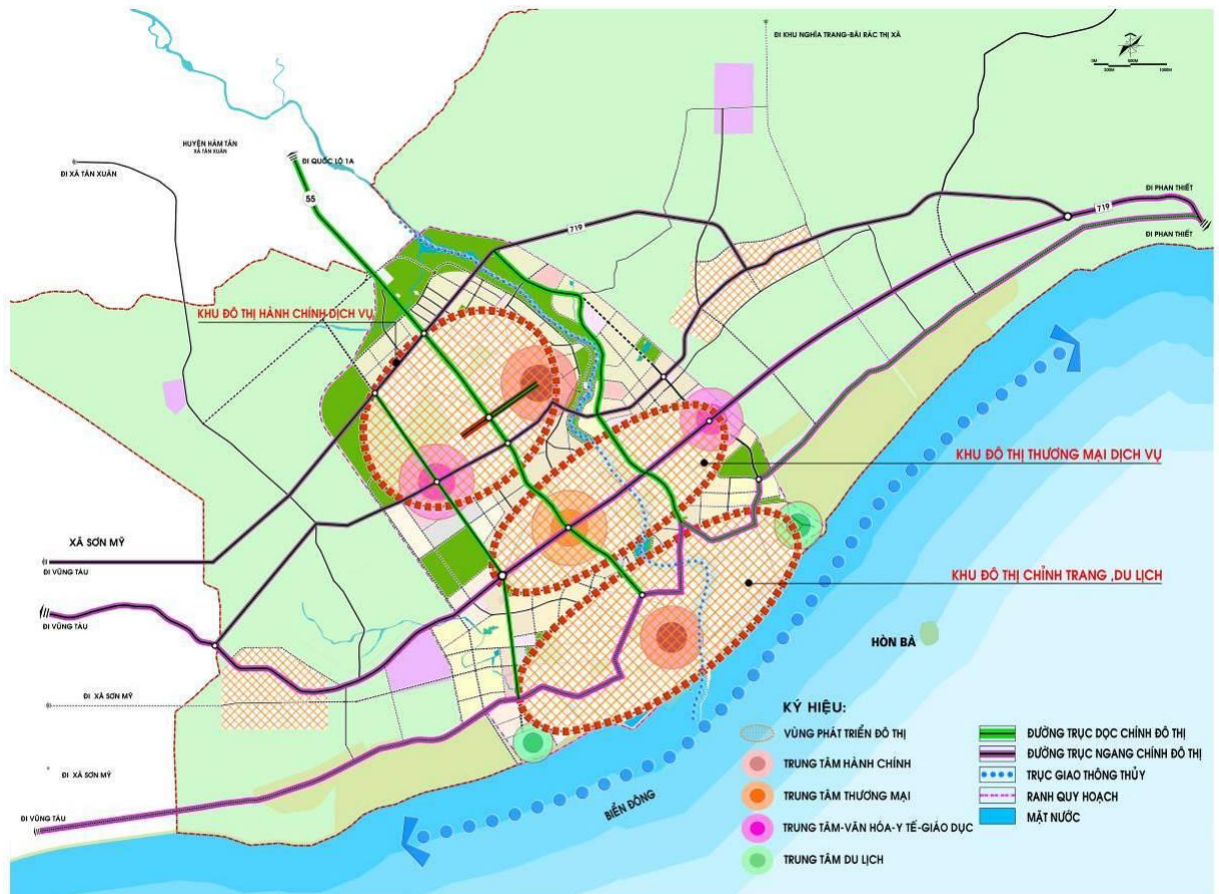 ĐI KHU NGHĨA TRANG-BÃI RÁC THỊ XÃ
0M 600M
300M 1000M
HUYỆN HÀM TÂN
XÃ TÂN XUÂN
ĐI QUỐC LỘ 1A
ĐI XÃ TÂN XUÂN
55
719
ĐI PHAN THIẾT
719
ĐI PHAN THIẾT
KHU ĐÔ THỊ HÀNH CHÍNH DỊCH VỤ
KHU ĐÔ THỊ THƯƠNG MẠI DỊCH VỤ
XÃ SƠN MỸ
ĐI VŨNG TÀU
KHU ĐÔ THỊ CHỈNH TRANG ,DU LỊCH
ĐI VŨNG TÀU
HÒN BÀ
ĐI XÃ SƠN MỸ
ĐI XÃ SƠN MỸ
ĐI VŨNG TÀU
BIỂN ĐÔNG
KÝ HIỆU:
VÙNG PHÁT TRIỂN ĐÔ THỊ
TRUNG TÂM HÀNH CHÍNH
TRUNG TÂM THƯƠNG MẠI
TRUNG TÂM-VĂN HÓA-Y TẾ-GIÁO DỤC
TRUNG TÂM DU LỊCH
ĐƯỜNG TRỤC DỌC CHÍNH ĐÔ THỊ
ĐƯỜNG TRỤC NGANG CHÍNH ĐÔ THỊ
TRỤC GIAO THÔNG THỦY
RANH QUY HOẠCH
MẶT NƯỚC